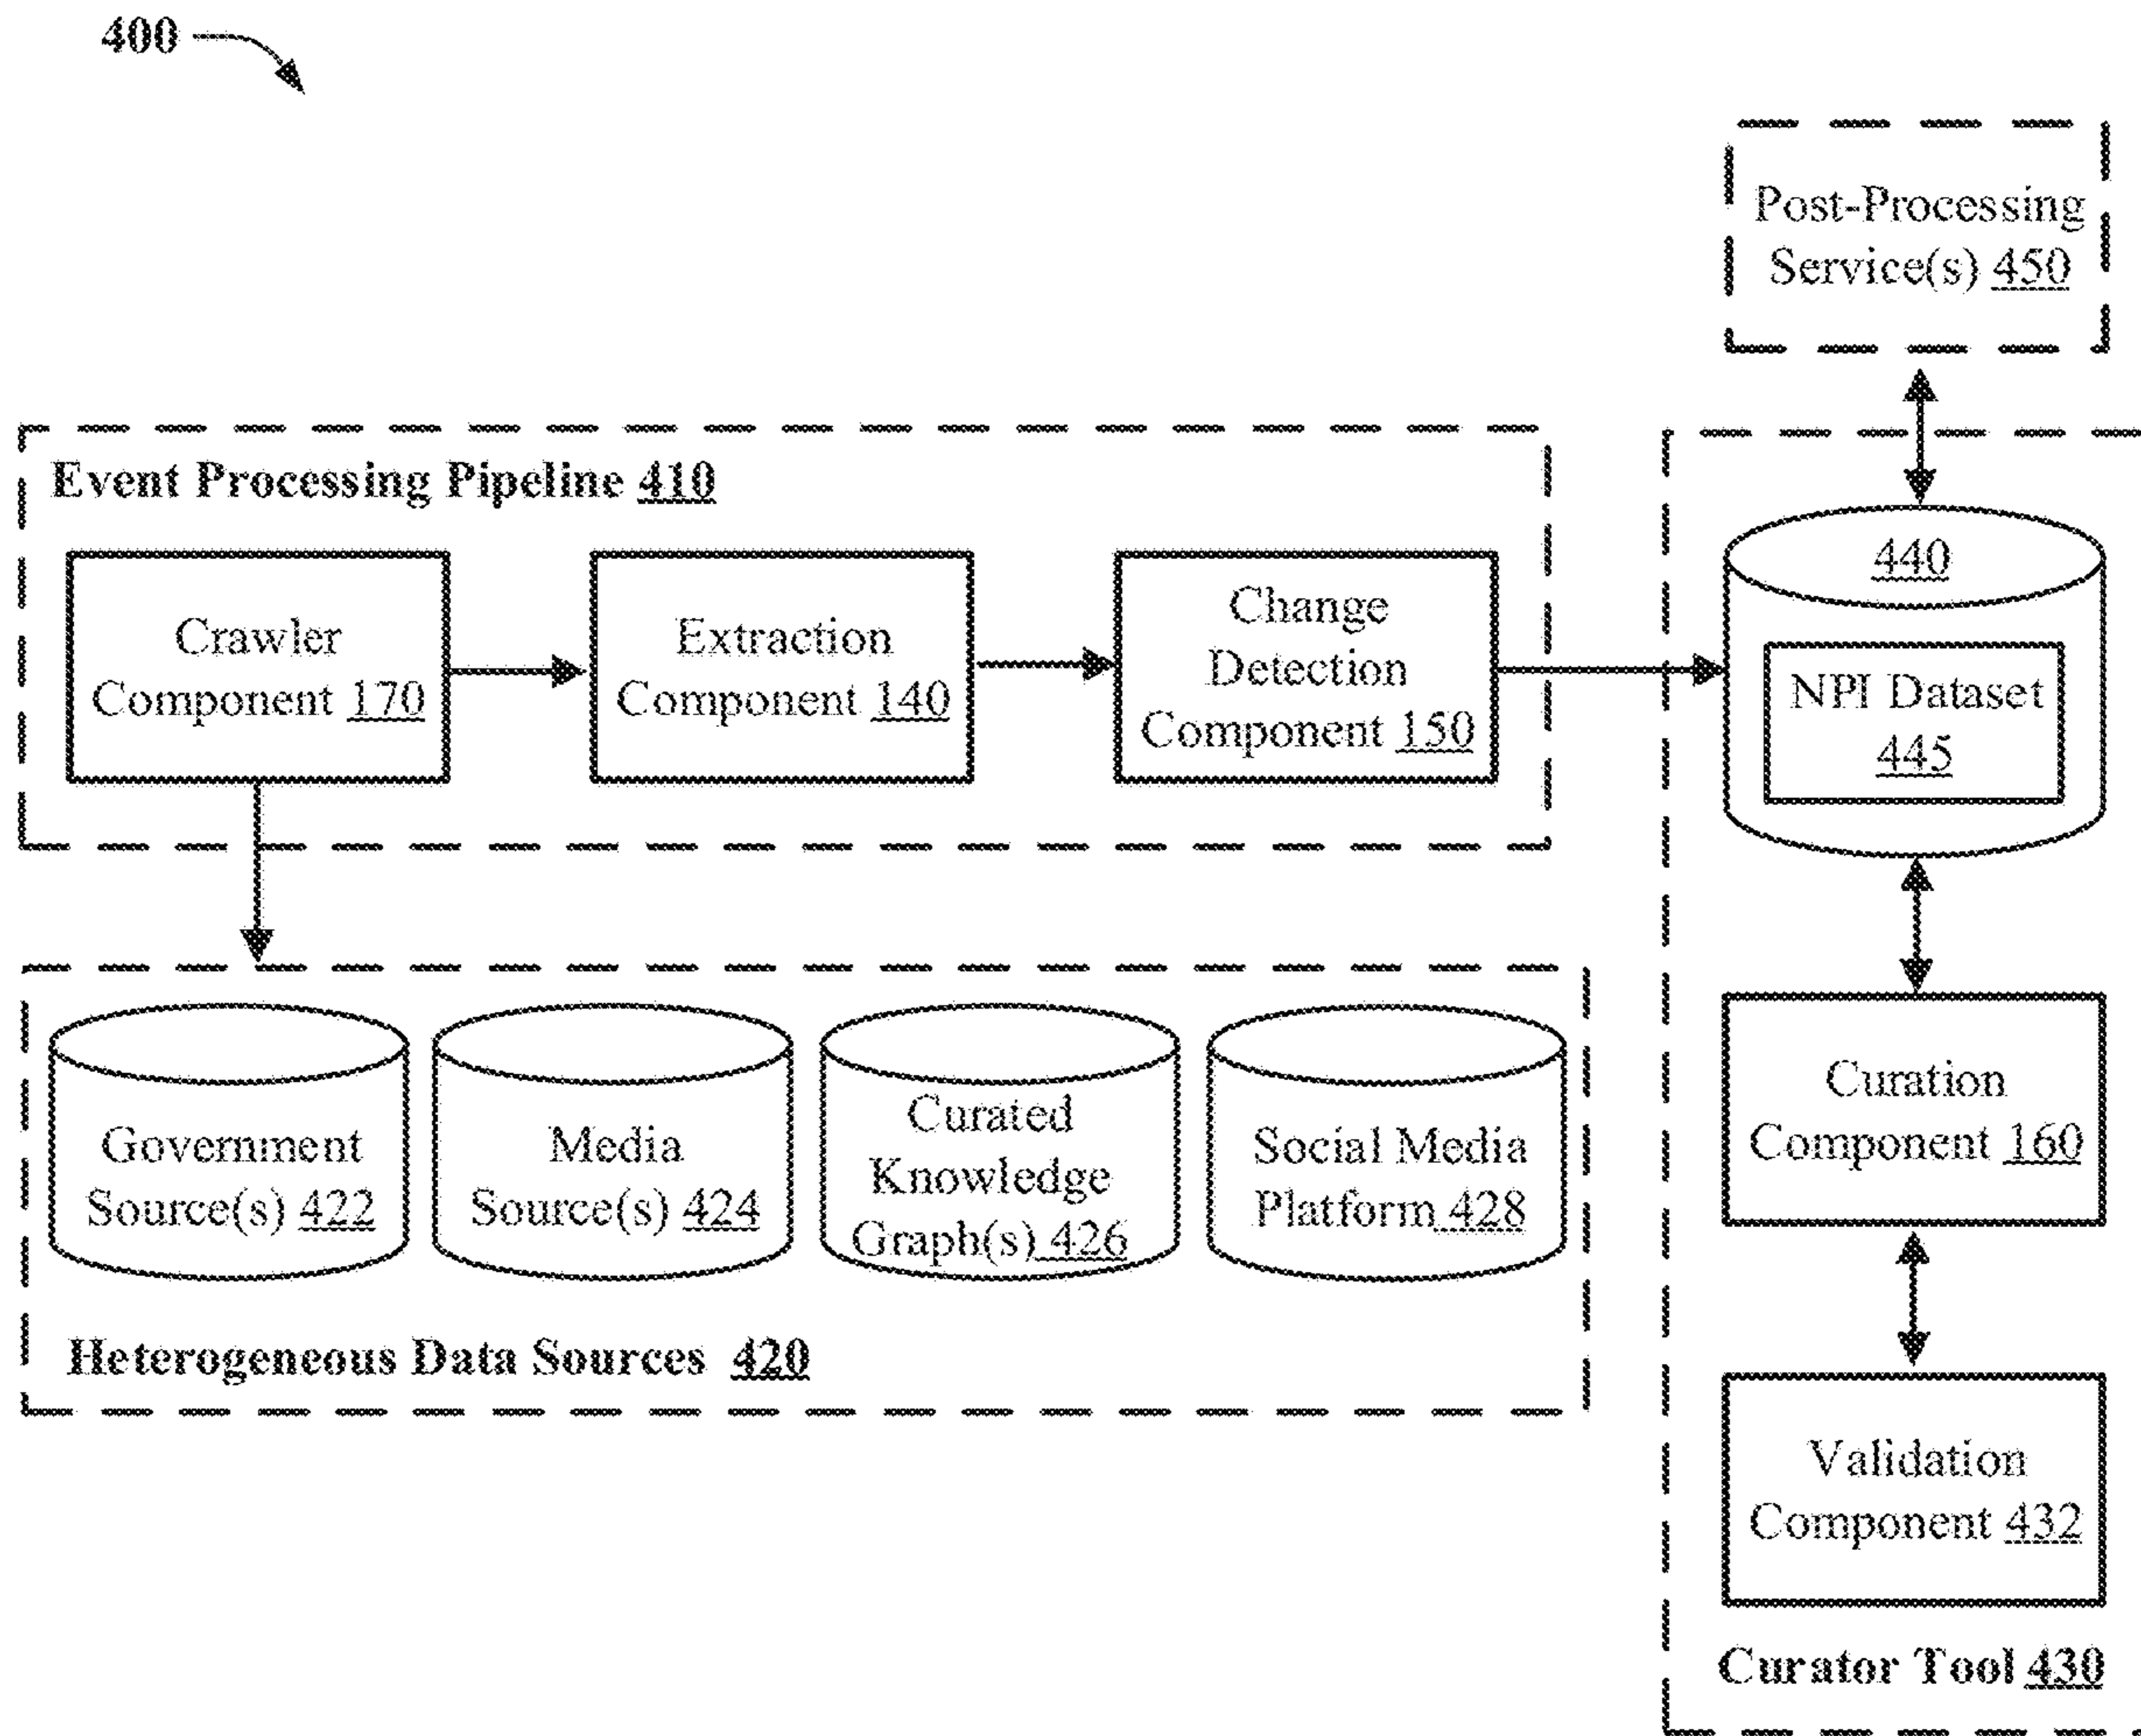 400
Post-Processing
Service(s) 450
Event Processing Pipeline 410
Crawler
Component 170
Extraction
Component 140
Change
Detection
Component 150
440
NPI Dataset
445
Government
Source(s) 422
Media
Source(s) 424
Curated
Knowledge
Graph(s) 426
Social Media
Platform 428
Heterogeneous Data Sources 420
Curation
Component 160
Validation
Component 432
Curator Tool 430